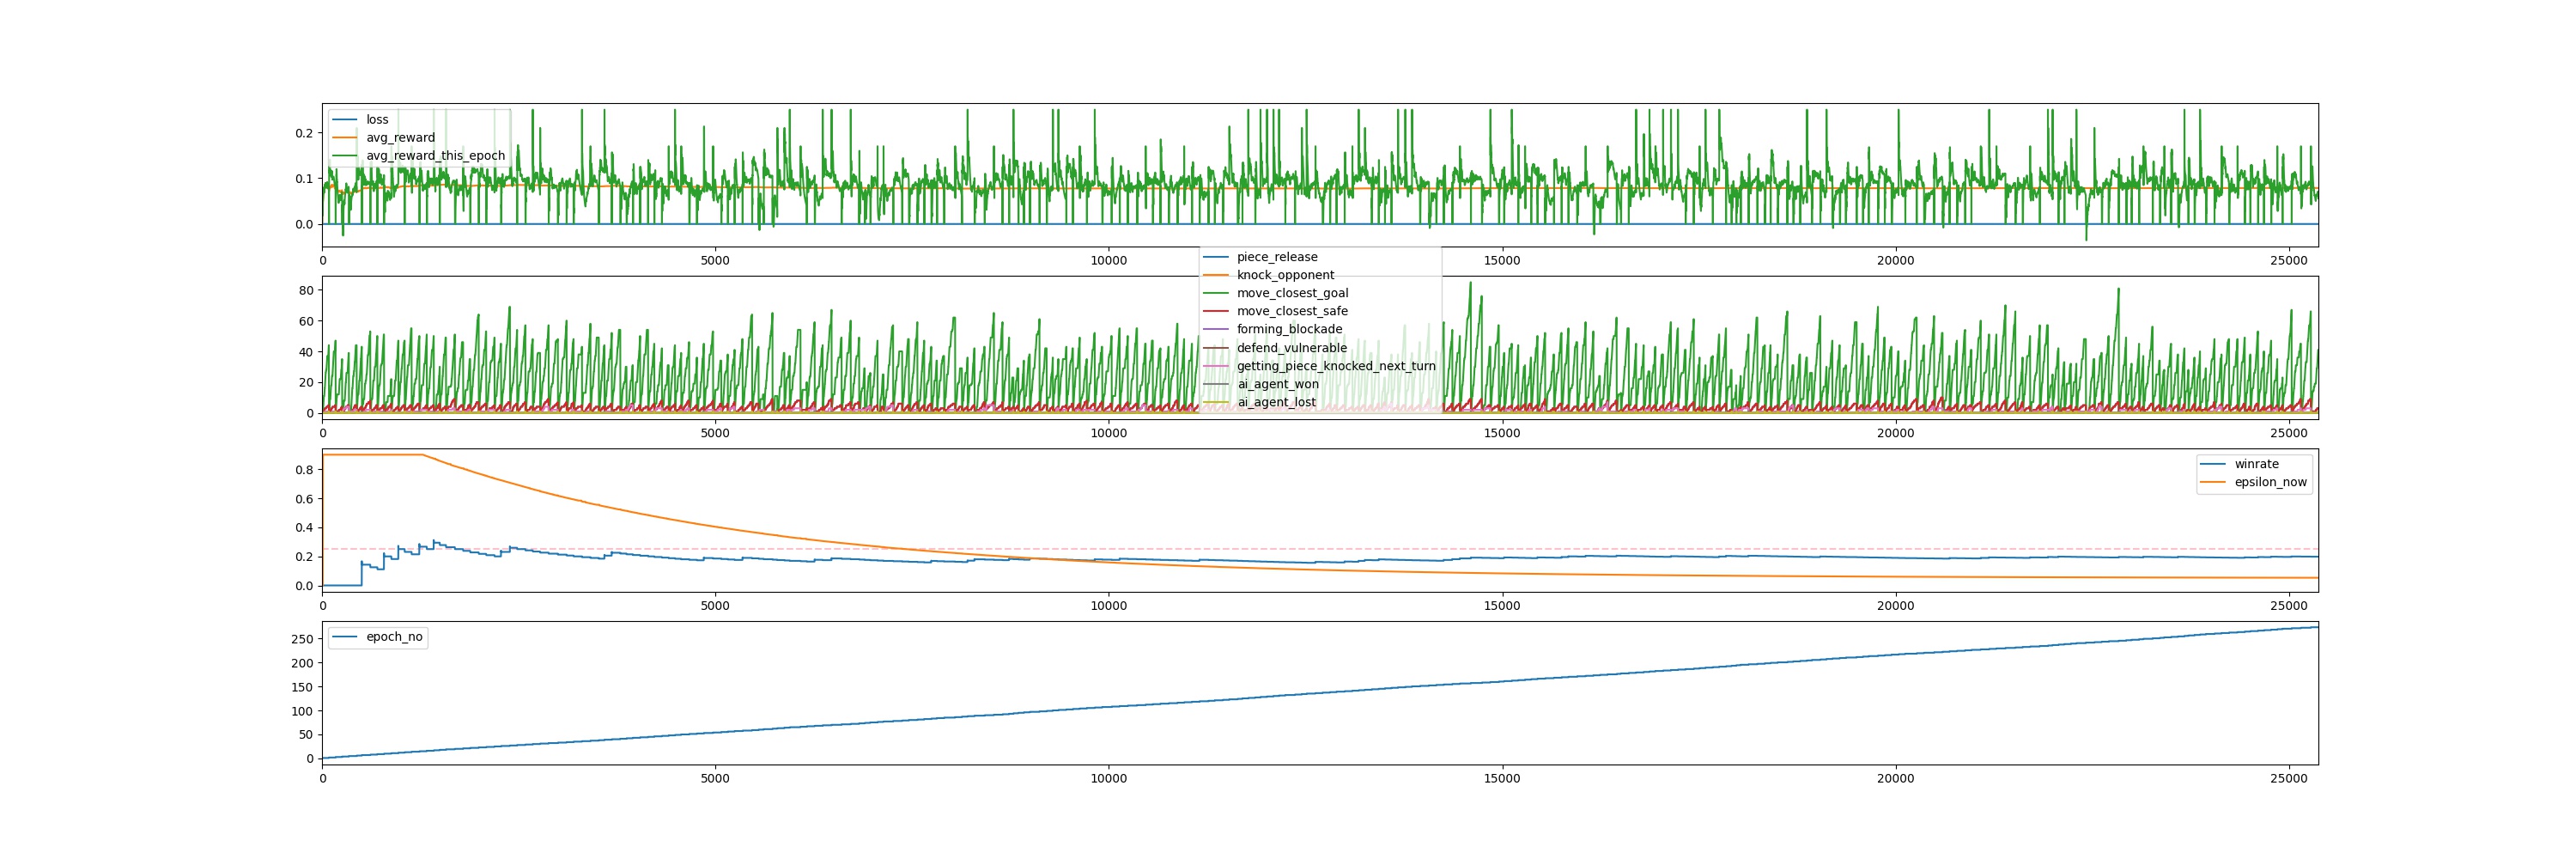 loss
avg_reward
avg_reward_this_epoch
0.2
0.1
0.0
0 5000 10000 15000 20000 25000
piece_release
knock_opponent
move_closest_goal
move_closest_safe
forming_blockade
defend_vulnerable
getting_piece_knocked_next_turn
ai_agent_won
ai_agent_lost
80
60
40
20
0
0 5000 10000 15000 20000 25000
winrate
epsilon_now
0.8
0.6
0.4
0.2
0.0
0 5000 10000 15000 20000 25000
epoch_no
250
200
150
100
50
0
0 5000 10000 15000 20000 25000